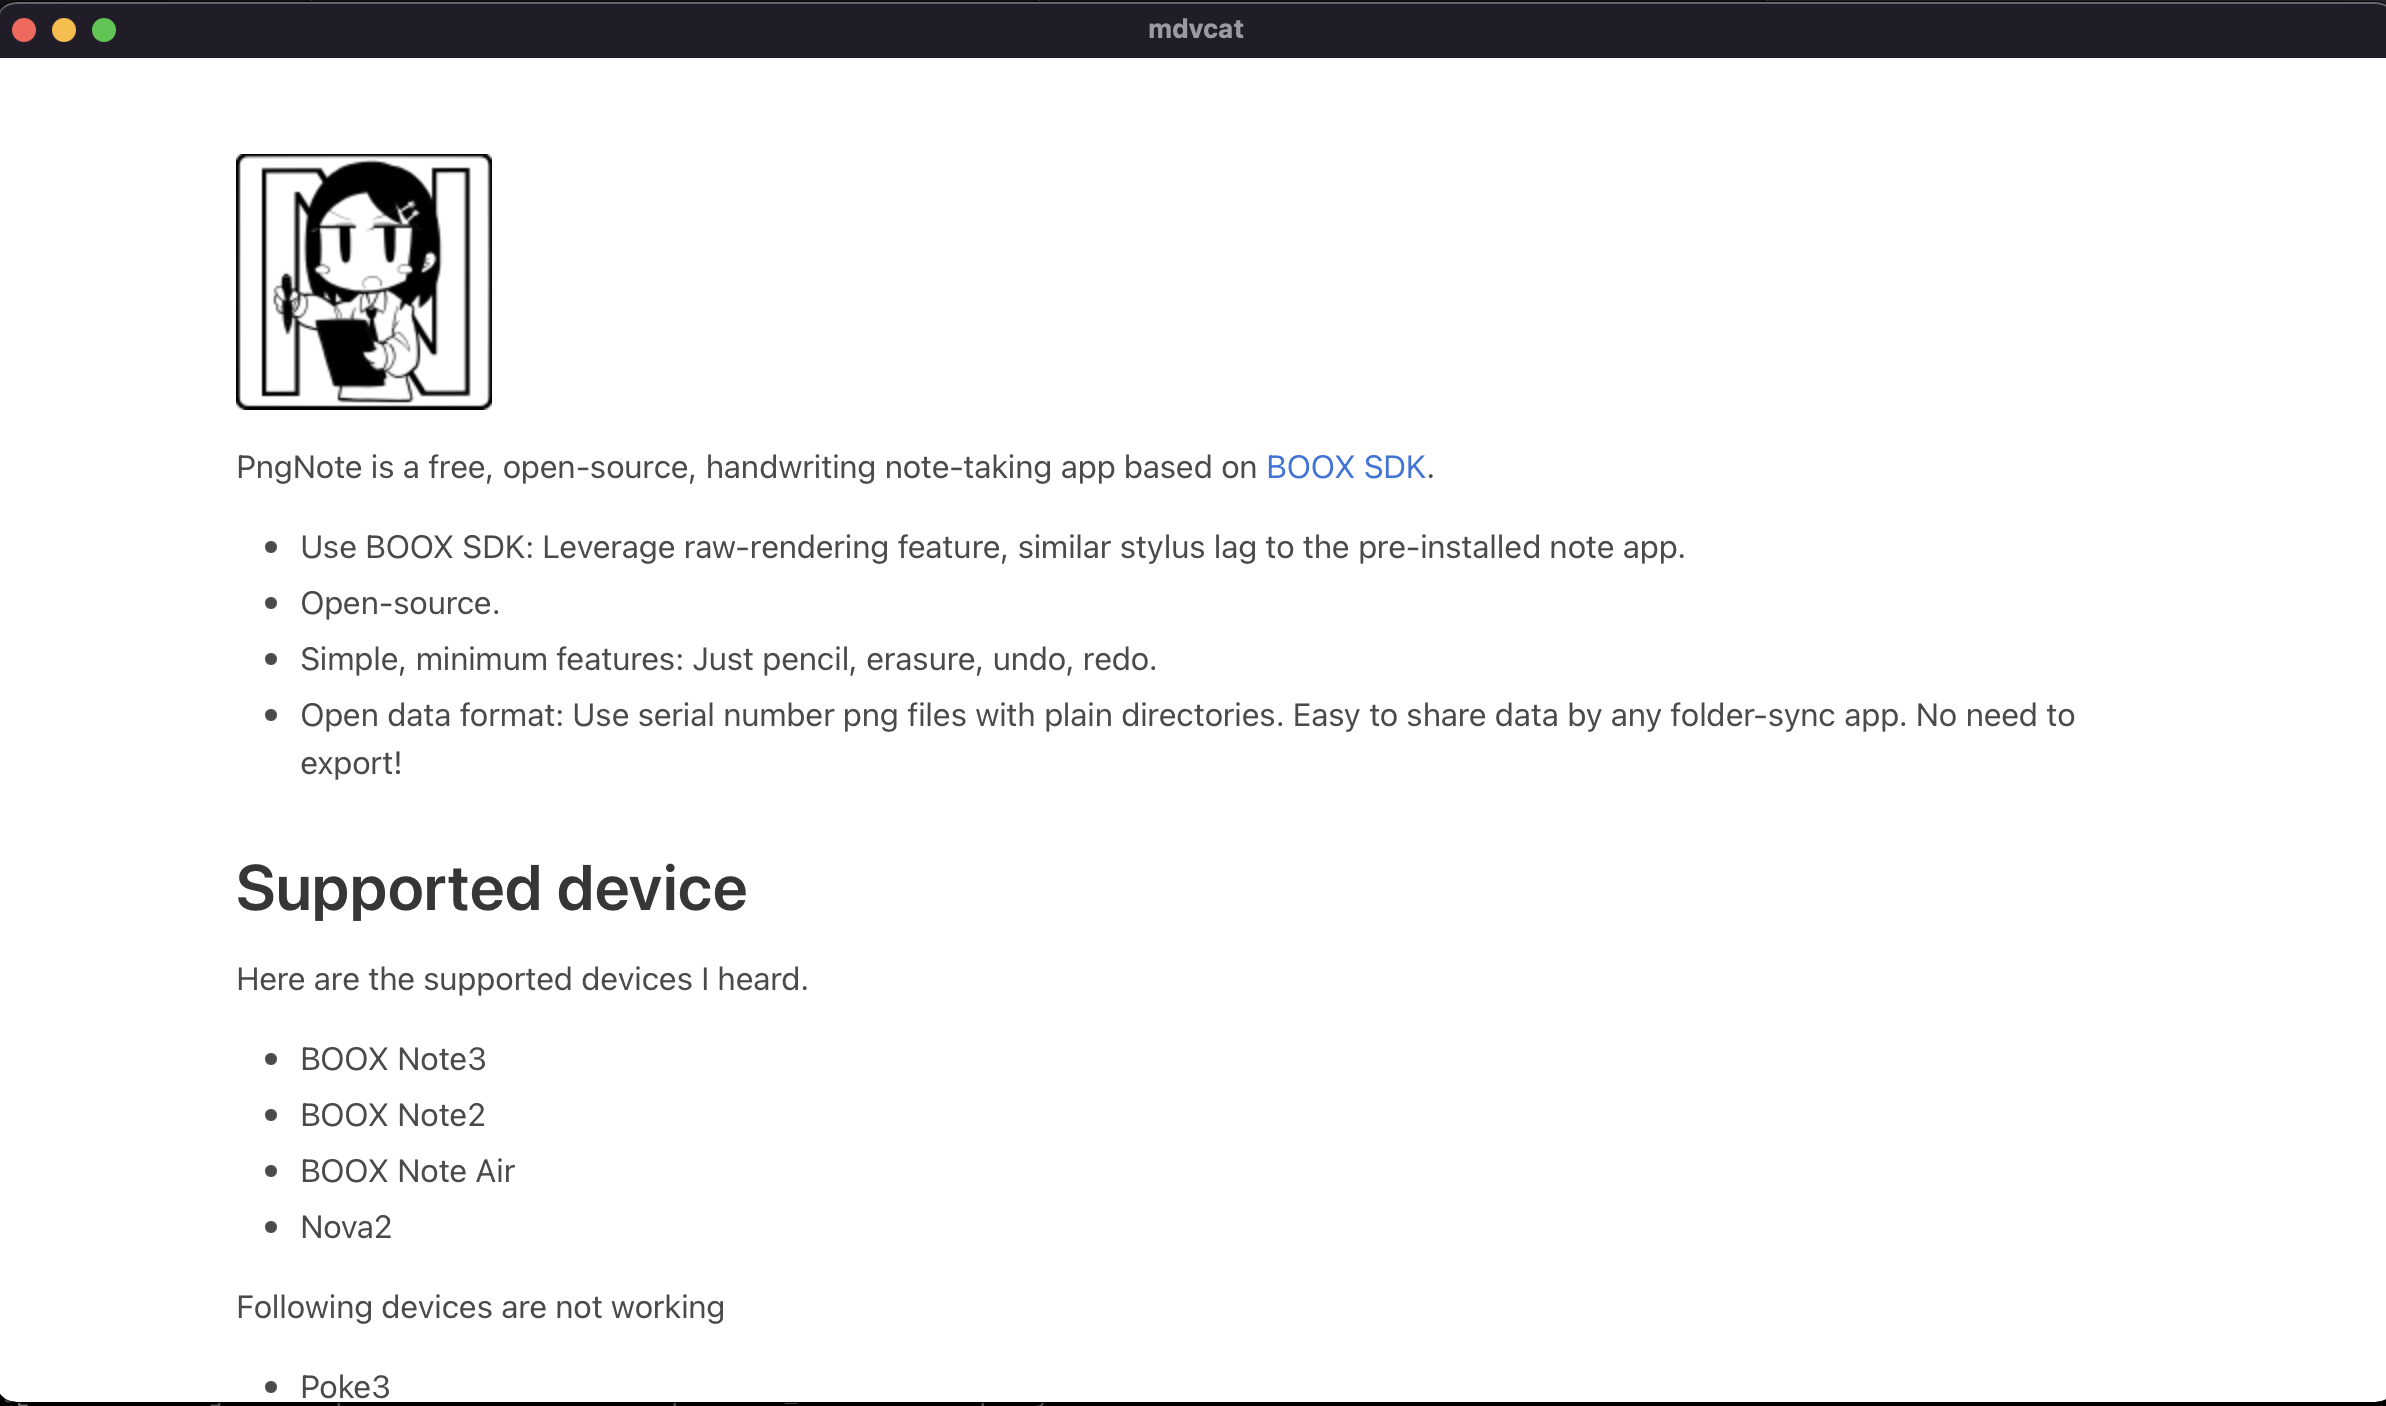 mdvcat
N
PngNote is a free, open-source, handwriting note-taking app based on BOOX SDK.
Use BOOX SDK: Leverage raw-rendering feature, similar stylus lag to the pre-installed note app.
Open-source.
Simple, minimum features: Just pencil, erasure, undo, redo.
Open data format: Use serial number png files with plain directories. Easy to share data by any folder-sync app. No need to
export!
Supported device
Here are the supported devices I heard.
BOOX Note3
BOOX Note2
BOOX Note Air
Nova2
Following devices are not working
Poke3